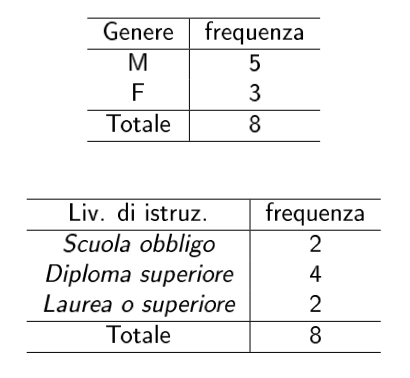 Genere frequenza
M 5
F 3
Totale 8
Liv. di istruz. frequenza
Scuola obbligo 2
Diploma superiore 4
Laurea o superiore 2
Totale 8